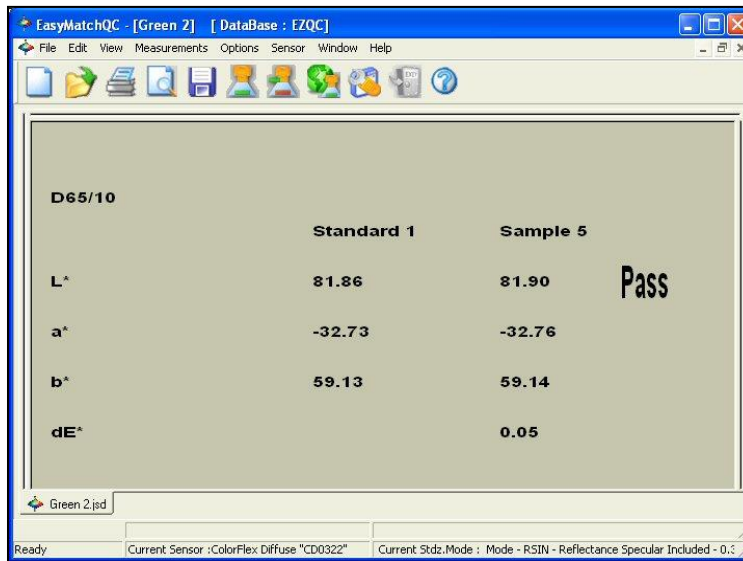 EasyMatchQC - [Green 2] [ DataBase : EZQC]
File Edit View Measurements Options Sensor Window Help
D65/10
Standard 1 Sample 5
L* 81.86 81.90 Pass
a* -32.73 -32.76
b* 59.13 59.14
dE* 0.05
Green 2.jsd
Ready Current Sensor :ColorFlex Diffuse "CD0322" Current Stdz.Mode : Mode - RSIN - Reflectance Specular Included - 0.3